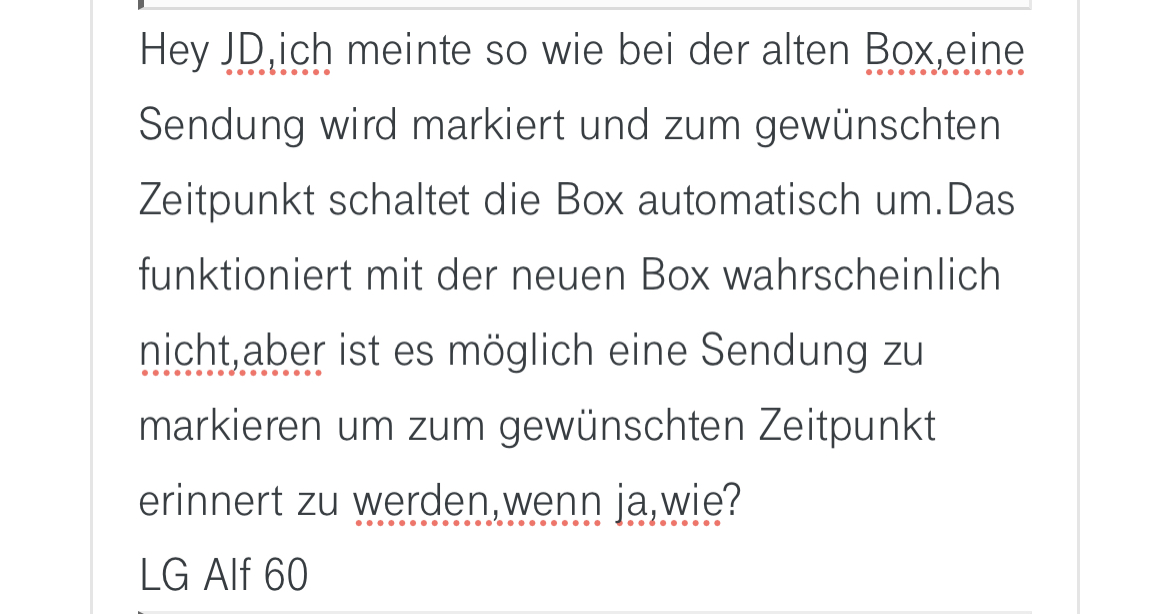 Hey JD,ich meinte so wie bei der alten Box,eine
Sendung wird markiert und zum gewünschten
Zeitpunkt schaltet die Box automatisch um.Das
funktioniert mit der neuen Box wahrscheinlich
nicht,aber ist es möglich eine Sendung zu
markieren um zum gewünschten Zeitpunkt
erinnert zu werden,wenn ja,wie?
LG Alf 60